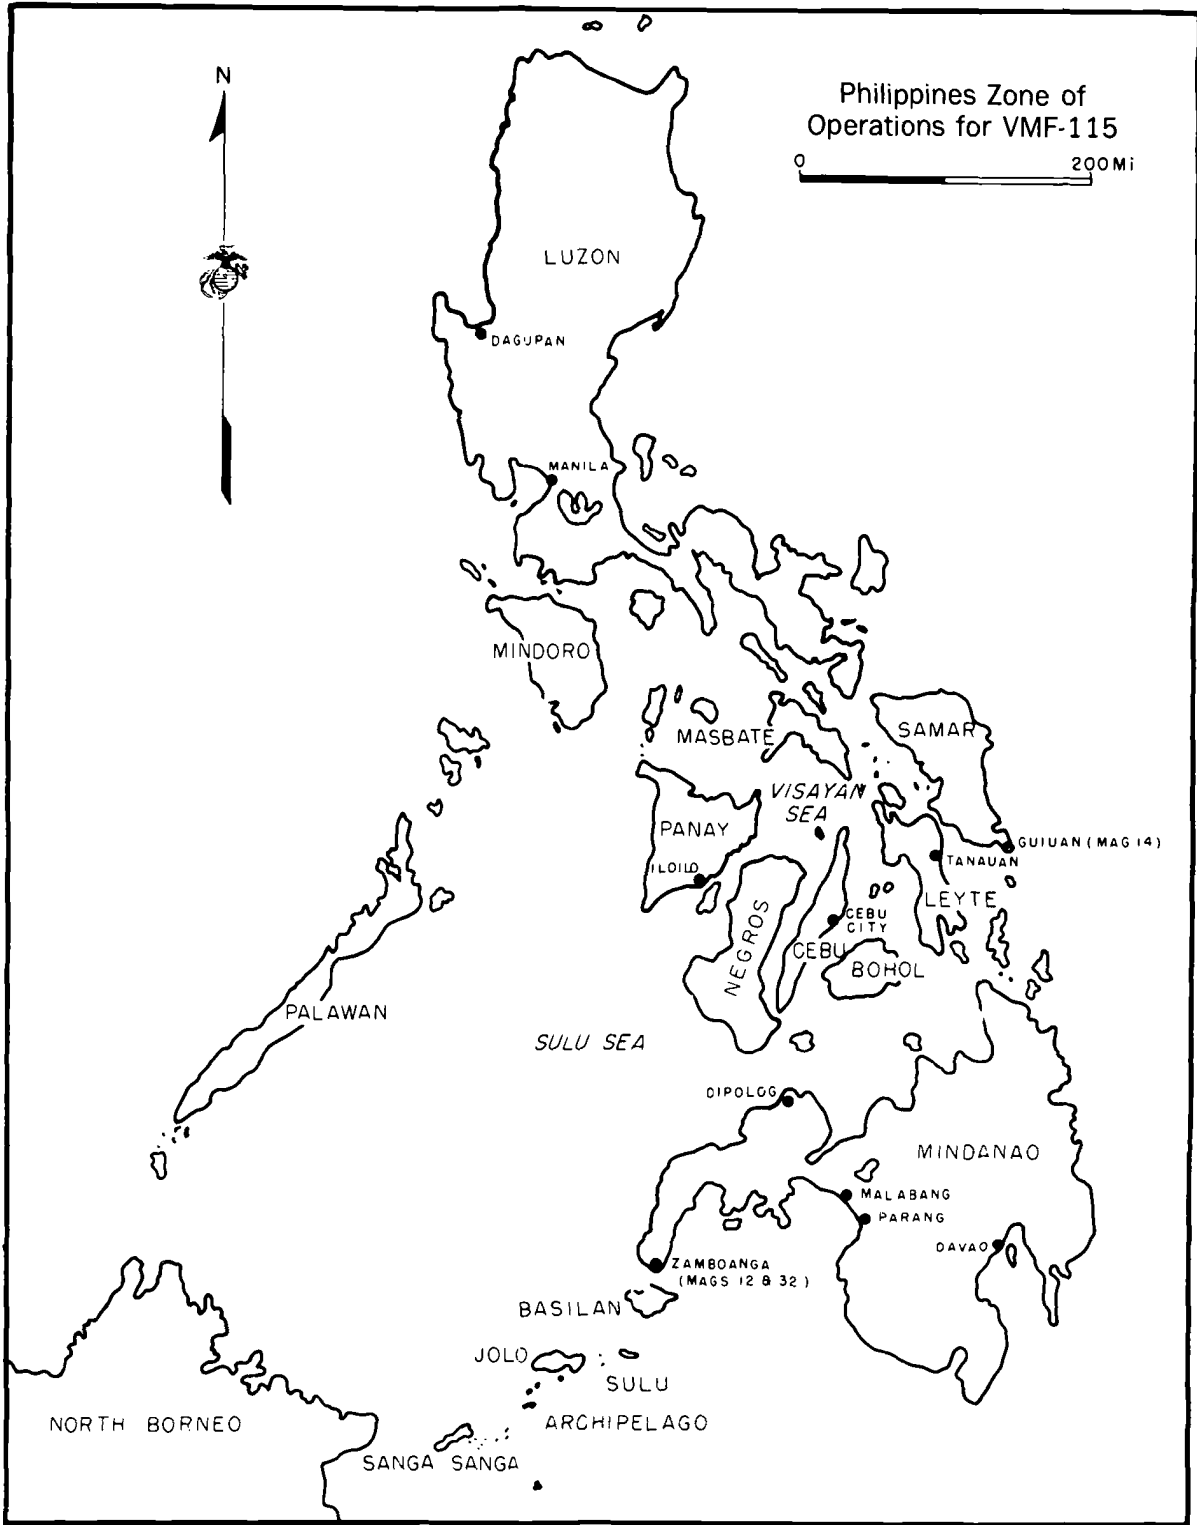 N
Philippines Zone of
Operations for VMF-115
0 200Mi
LUZON
DAGUPAN
MANILA
MINDORO
MASBATE
SAMAR
VISAYAN
SEA
PANAY
GUIUAN (MAG 14)
TANAUAN
ILOILO
LEYTE
NEGROS
CEBU
CITY
CEBU
BOHOL
PALAWAN
SULU SEA
DIPOLOG
MINDANAO
MALABANG
PARANG
DAVAO
ZAMBOANGA
(MAGS 12 & 32)
BASILAN
JOLO
SULU
ARCHIPELAGO
NORTH BORNEO
SANGA SANGA